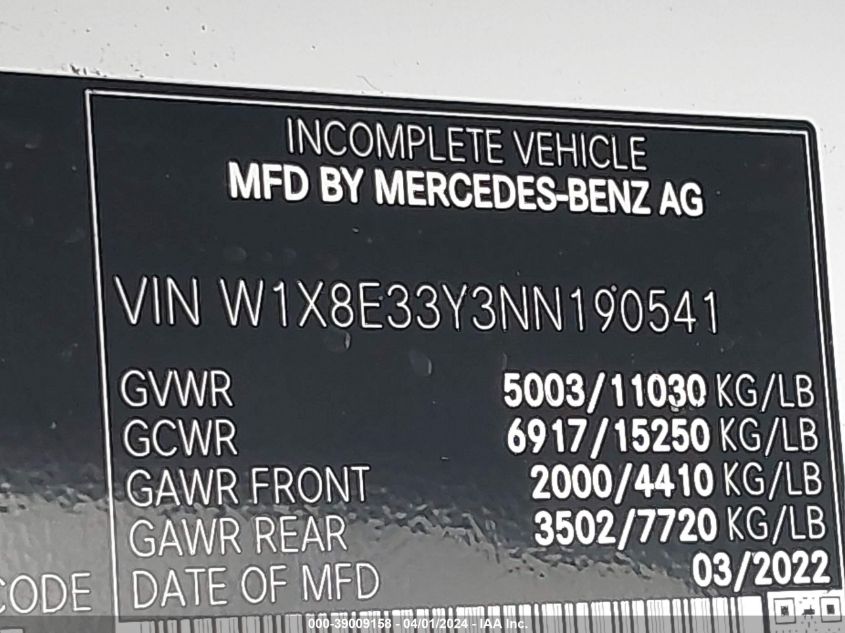 INCOMPLETE VEHICLE
MFD BY MERCEDES-BENZ AG
VIN W1X8E33Y3NN190541
GVWR 5003/11030 KG/LB
GCWR 6917/15250 KG/LB
GAWR FRONT 2000/4410 KG/LB
GAWR REAR 3502/7720 KG/LB
CODE DATE OF MFD 03/2022
000-39009158 - 04/01/2024 - IAA Inc.